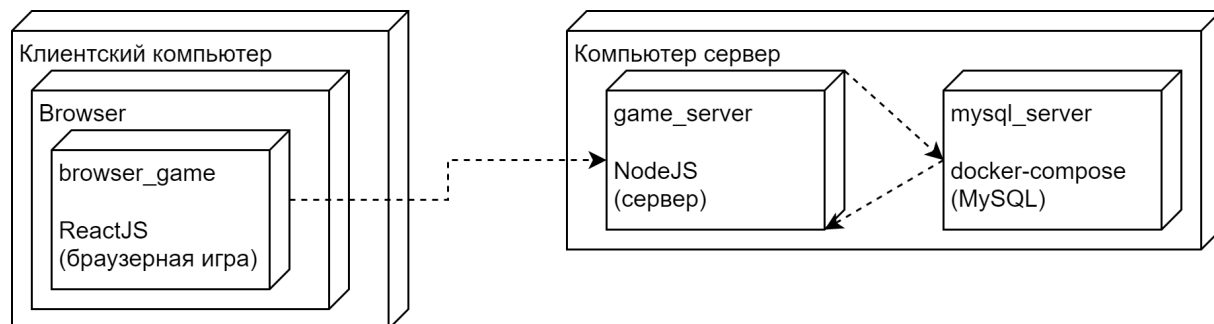 Клиентский компьютер
Browser
browser_game
ReactJS
(браузерная игра)
Компьютер сервер
game_server
NodeJS
(сервер)
mysql_server
docker-compose
(MySQL)